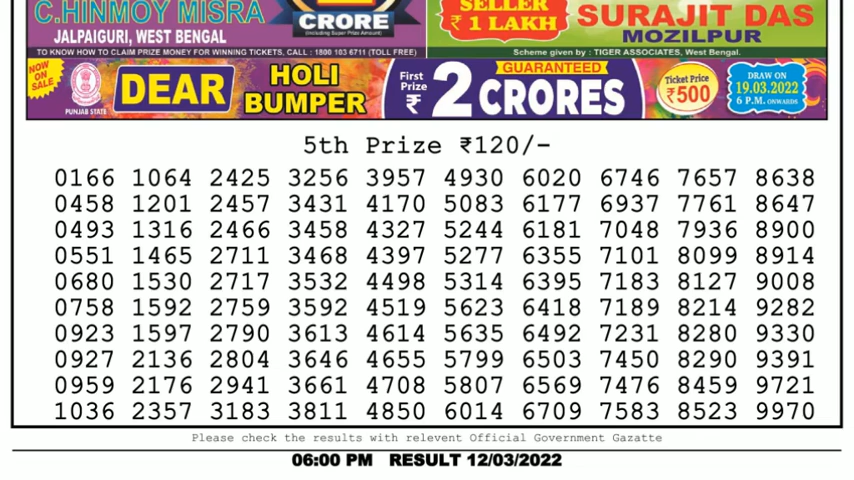 C.HINMOY MISRA
JALPAIGURI, WEST BENGAL
CRORE
(Including Super Prize Amount)
SELLER
₹ 1 LAKH
SURAJIT DAS
MOZILPUR
TO KNOW HOW TO CLAIM PRIZE MONEY FOR WINNING TICKETS, CALL : 1800 103 6711 (TOLL FREE)
Scheme given by : TIGER ASSOCIATES, West Bengal.
NOW ON SALE
PUNJAB STATE
DEAR
HOLI
BUMPER
First Prize ₹
GUARANTEED
2 CRORES
Ticket Price
₹500
DRAW ON
19.03.2022
6 P.M. ONWARDS
5th Prize ₹120/-
0166 1064 2425 3256 3957 4930 6020 6746 7657 8638
0458 1201 2457 3431 4170 5083 6177 6937 7761 8647
0493 1316 2466 3458 4327 5244 6181 7048 7936 8900
0551 1465 2711 3468 4397 5277 6355 7101 8099 8914
0680 1530 2717 3532 4498 5314 6395 7183 8127 9008
0758 1592 2759 3592 4519 5623 6418 7189 8214 9282
0923 1597 2790 3613 4614 5635 6492 7231 8280 9330
0927 2136 2804 3646 4655 5799 6503 7450 8290 9391
0959 2176 2941 3661 4708 5807 6569 7476 8459 9721
1036 2357 3183 3811 4850 6014 6709 7583 8523 9970
Please check the results with relevent Official Government Gazatte
06:00 PM RESULT 12/03/2022